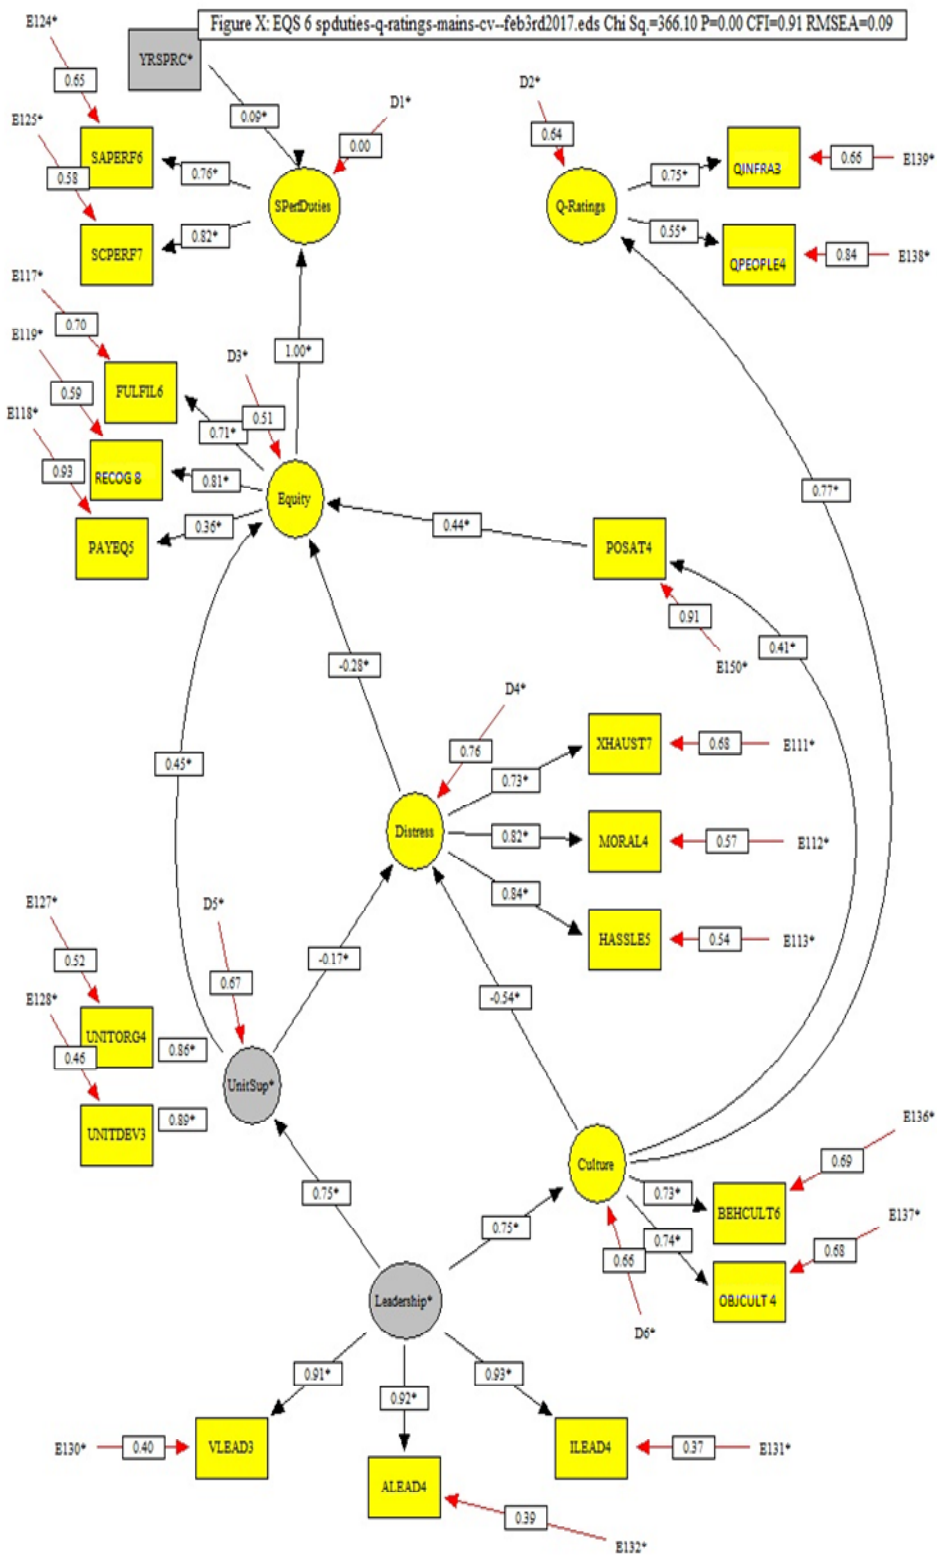 Figure X: EQS 6 spduties-q-ratings-mains-cv--feb3rd2017.eds Chi Sq.=366.10 P=0.00 CFI=0.91 RMSEA=0.09
E124*
YRSPRC*
0.65
0.09*
D1*
D2*
E125*
0.00
0.64
SAPERF6
0.76*
0.58
SPerfDuties
Q-Ratings
0.75*
QINFRA3
0.66
E139*
SCPERF7
0.82*
0.55*
QPEOPLE4
0.84
E138*
E117*
0.70
E119*
1.00*
D3*
FULFIL6
0.59
0.71*
0.51
E118*
RECOG 8
0.81*
0.93
Equity
0.77*
PAYEQ5
0.36*
0.44*
POSAT4
0.91
0.41*
E150*
-0.28*
D4*
0.45*
0.76
XHAUST7
0.68
E111*
0.73*
Distress
0.82*
MORAL4
0.57
E112*
0.84*
HASSLE5
0.54
E113*
E127*
D5*
0.52
-0.17*
0.67
-0.54*
E128*
UNITORG4
0.86*
0.46
UnitSup*
UNITDEV3
0.89*
E136*
Culture
0.69
0.75*
0.73*
BEHCULT6
E137*
0.75*
0.74*
0.68
0.66
OBJCULT 4
Leadership*
D6*
0.91*
0.92*
0.93*
E130*
0.40
VLEAD3
ILEAD4
0.37
E131*
ALEAD4
0.39
E132*